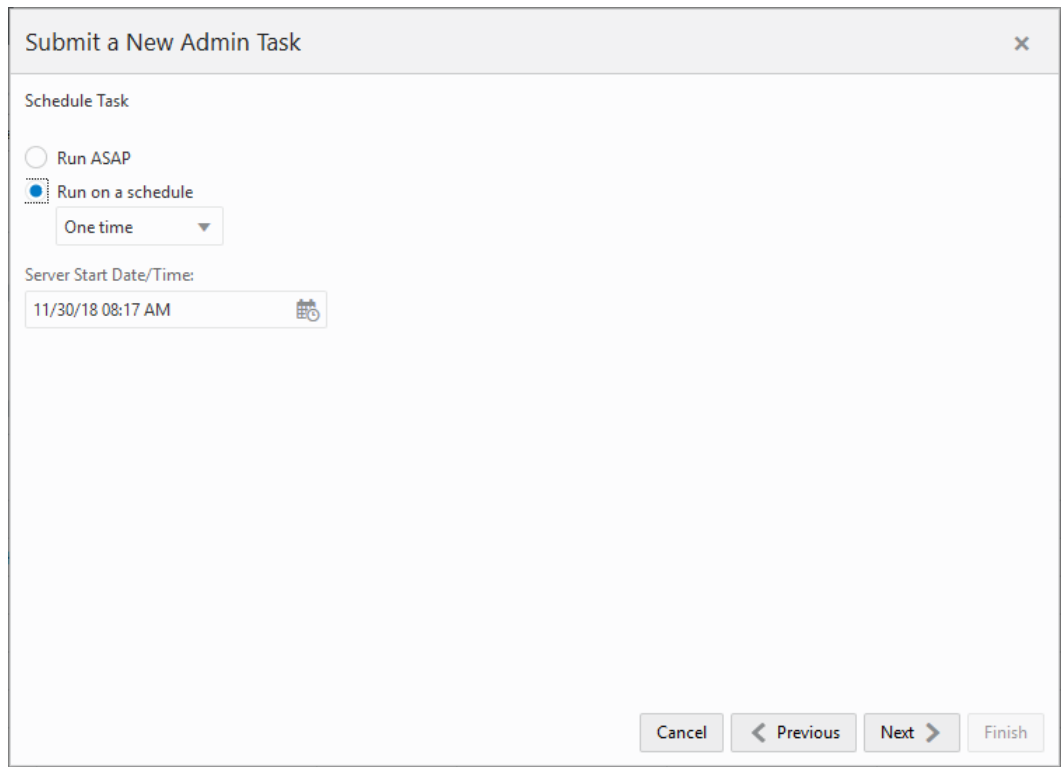 Submit a New Admin Task
Schedule Task
Run ASAP
Run on a schedule
One time
Server Start Date/Time:
11/30/18 08:17 AM
Cancel Previous Next Finish